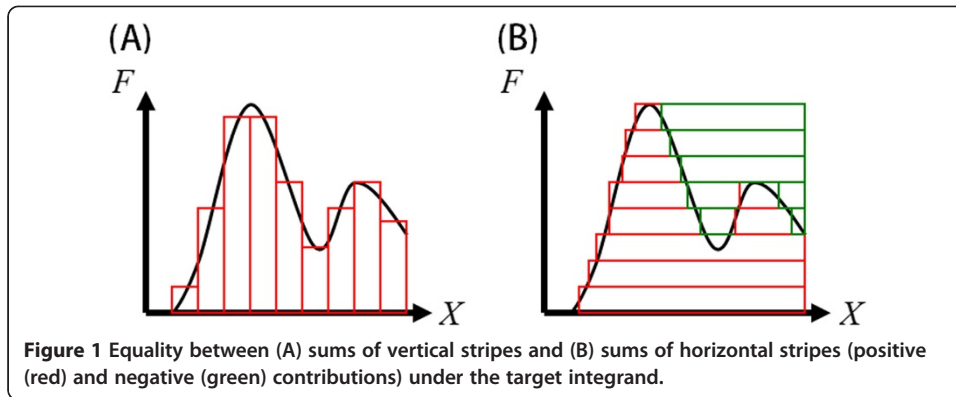 (A)
(B)
F
F
X
X
Figure 1 Equality between (A) sums of vertical stripes and (B) sums of horizontal stripes (positive
(red) and negative (green) contributions) under the target integrand.